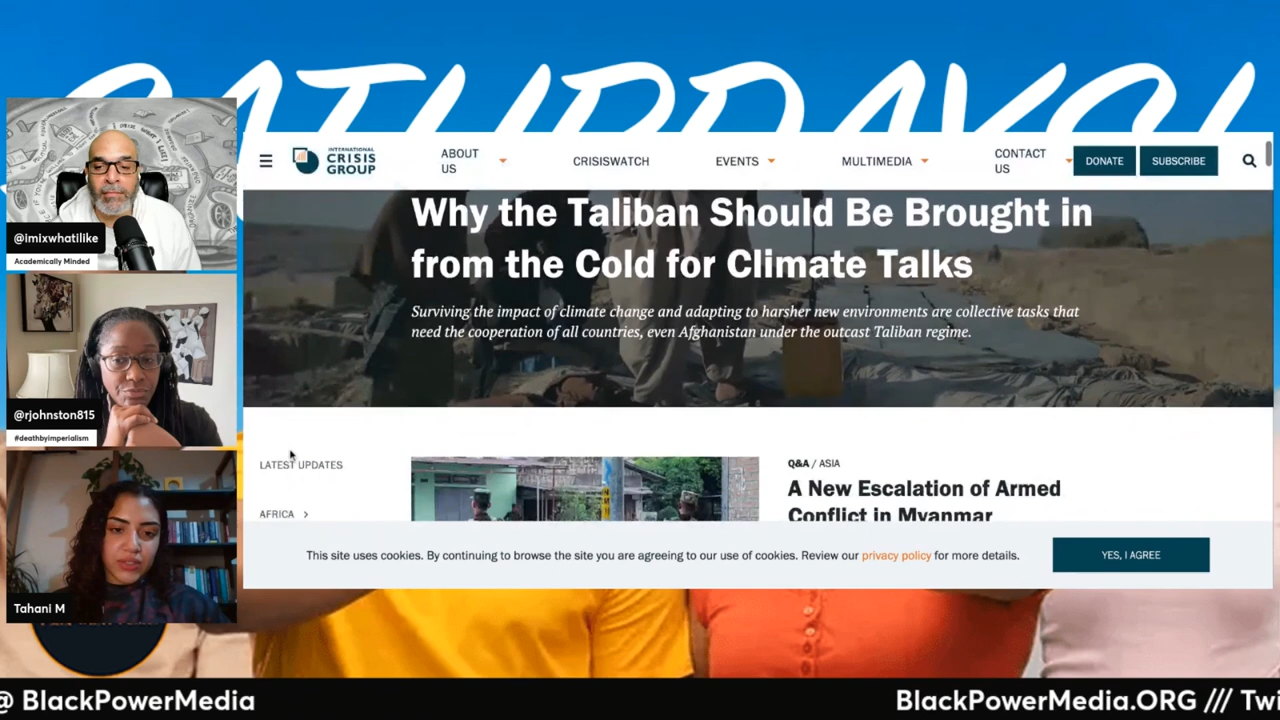 SATURDAYS!
@imixwhatilike
Academically Minded
@rjohnston815
#deathbyimperialism
Tahani M
INTERNATIONAL
CRISIS
GROUP
ABOUT
US
CRISISWATCH
EVENTS
MULTIMEDIA
CONTACT
US
DONATE
SUBSCRIBE
Why the Taliban Should Be Brought in
from the Cold for Climate Talks
Surviving the impact of climate change and adapting to harsher new environments are collective tasks that
need the cooperation of all countries, even Afghanistan under the outcast Taliban regime.
LATEST UPDATES
AFRICA
Q&A / ASIA
A New Escalation of Armed
Conflict in Myanmar
This site uses cookies. By continuing to browse the site you are agreeing to our use of cookies. Review our privacy policy for more details.
YES, I AGREE
@ BlackPowerMedia
BlackPowerMedia.ORG /// Twi